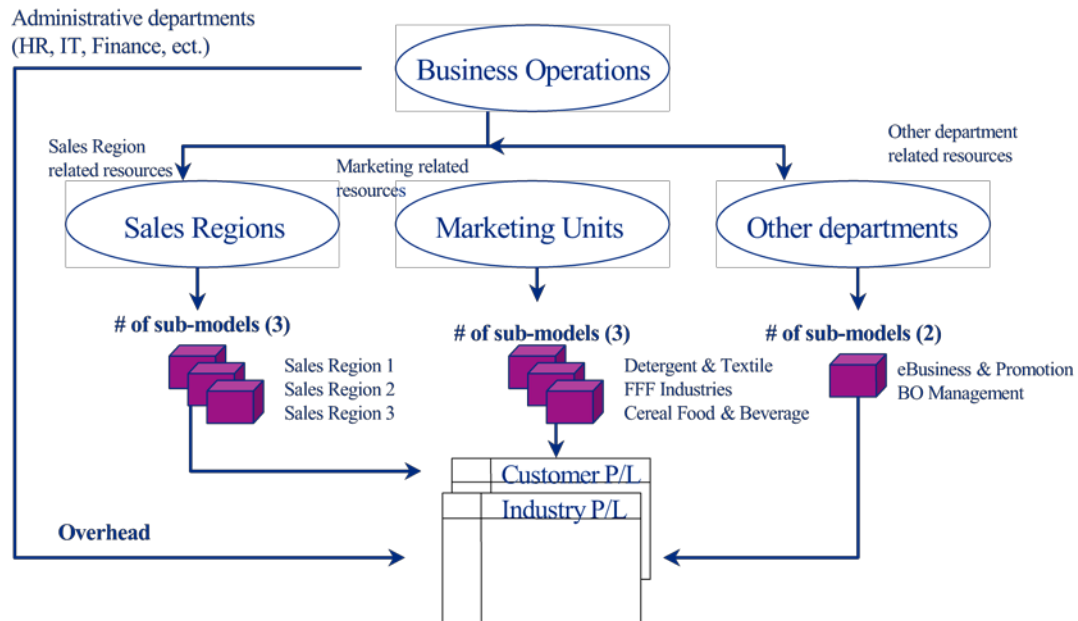 Administrative departments
(HR, IT, Finance, ect.)
Business Operations
Sales Region
related resources
Marketing related
resources
Other department
related resources
Sales Regions
Marketing Units
Other departments
# of sub-models (3)
# of sub-models (3)
# of sub-models (2)
Sales Region 1
Sales Region 2
Sales Region 3
Detergent & Textile
FFF Industries
Cereal Food & Beverage
eBusiness & Promotion
BO Management
Customer P/L
Industry P/L
Overhead